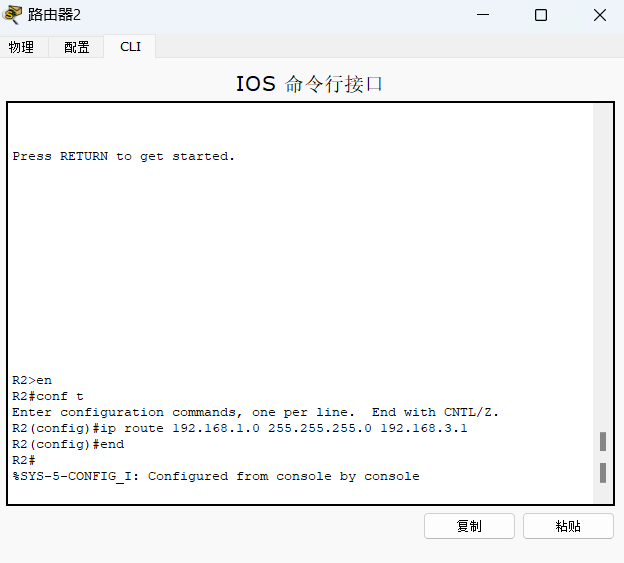 路由器2
物理 配置 CLI
IOS 命令行接口
Press RETURN to get started.
R2>en
R2#conf t
Enter configuration commands, one per line.  End with CNTL/Z.
R2(config)#ip route 192.168.1.0 255.255.255.0 192.168.3.1
R2(config)#end
R2#
%SYS-5-CONFIG_I: Configured from console by console
复制 粘贴